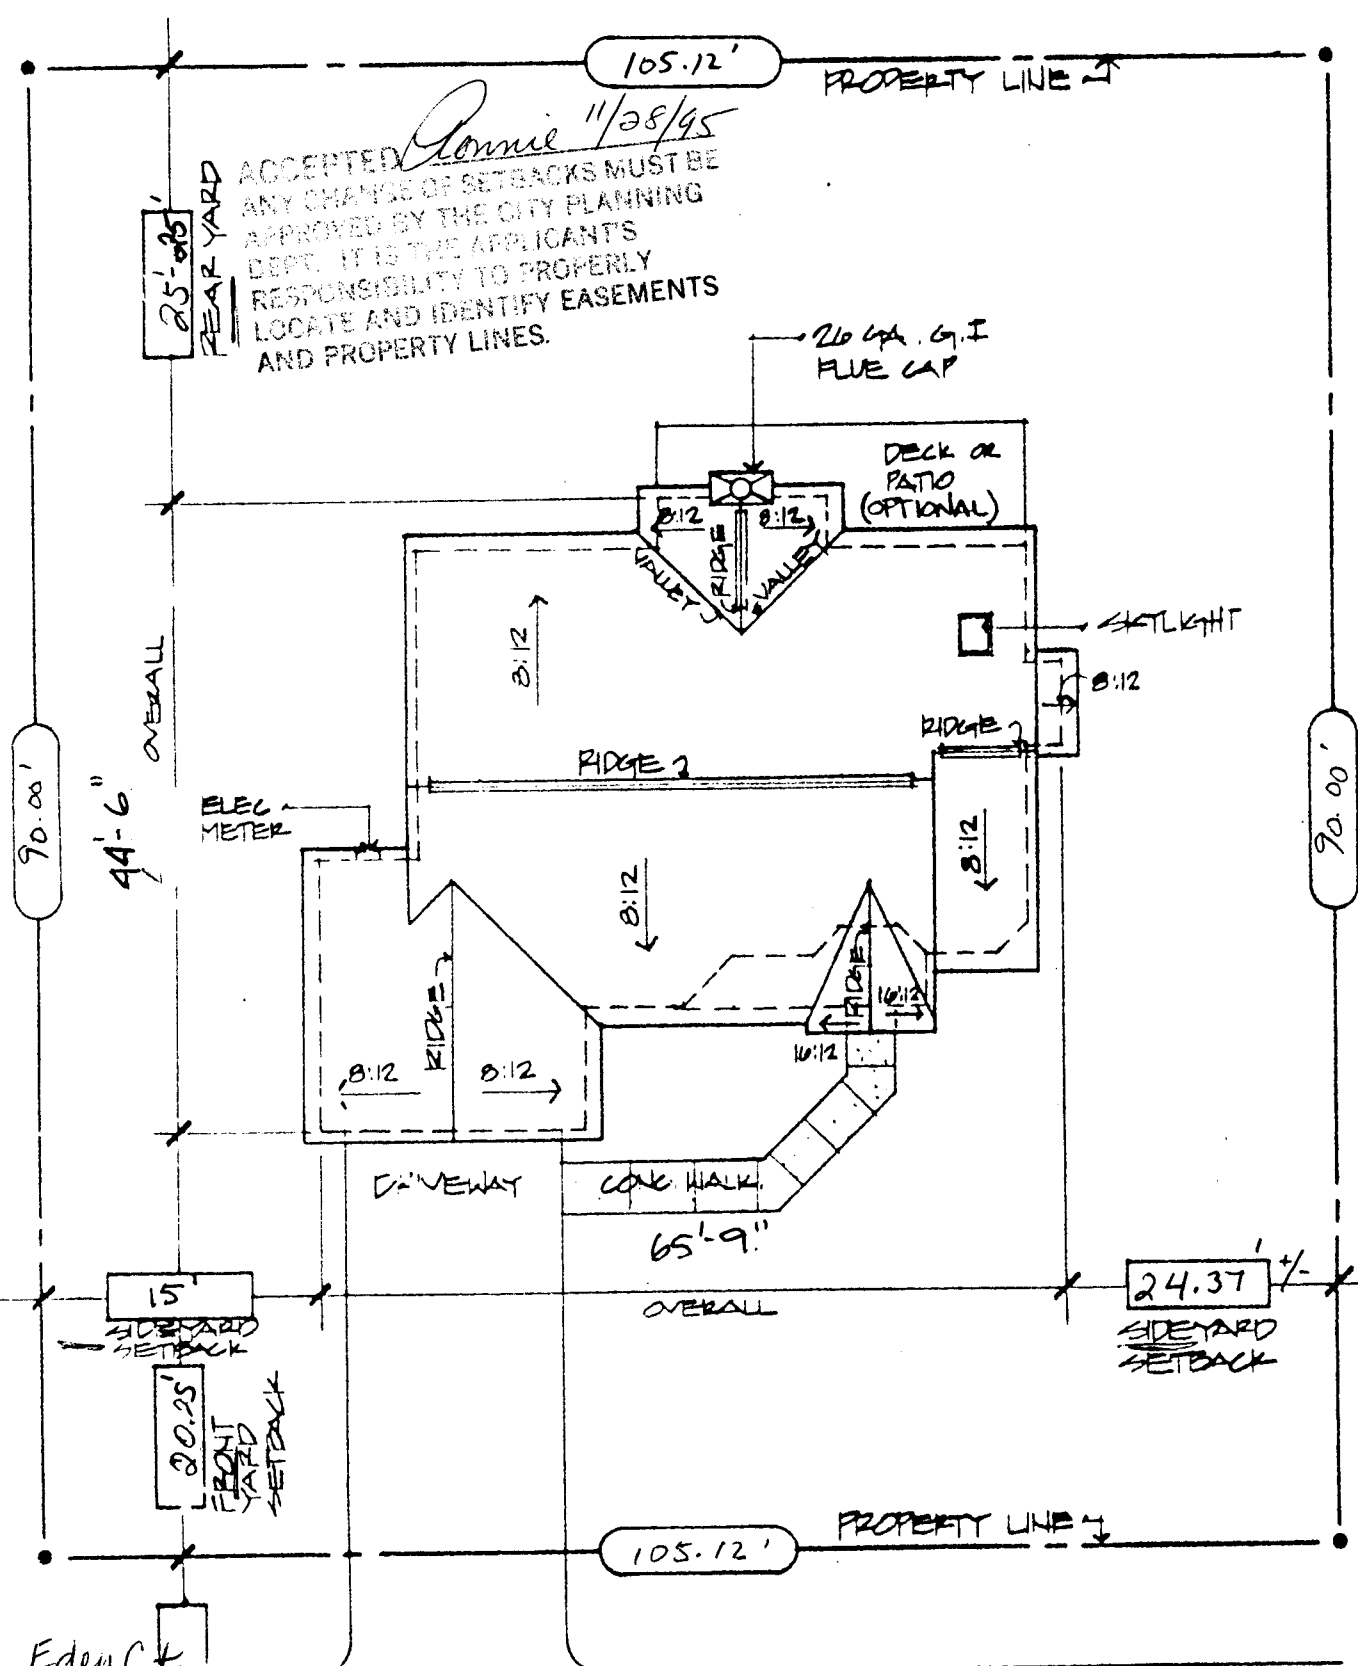 105.12'
PROPERTY LINE
Ronnie 11/28/95
ACCEPTED
ANY CHANGE OF SETBACKS MUST BE
APPROVED BY THE CITY PLANNING
DEPT. IT IS THE APPLICANT'S
RESPONSIBILITY TO PROPERLY
LOCATE AND IDENTIFY EASEMENTS
AND PROPERTY LINES.
25'
REAR YARD
26 GA. G.I
FLUE CAP
DECK OR
PATIO
(OPTIONAL)
8:12
8:12
VALLEY
RIDGE
VALLEY
8:12
SKYLIGHT
8:12
OVERALL
44'-6"
90.00'
90.00'
RIDGE
RIDGE
ELEC
METER
8:12
8:12
RIDGE
RIDGE
16:12
16:12
8:12
8:12
DRIVEWAY
CONC. WALK.
65'-9"
OVERALL
15'
SIDEYARD
SETBACK
24.37' +/-
SIDEYARD
SETBACK
20.25'
FRONT
YARD
SETBACK
PROPERTY LINE
105.12'
Eden Ct